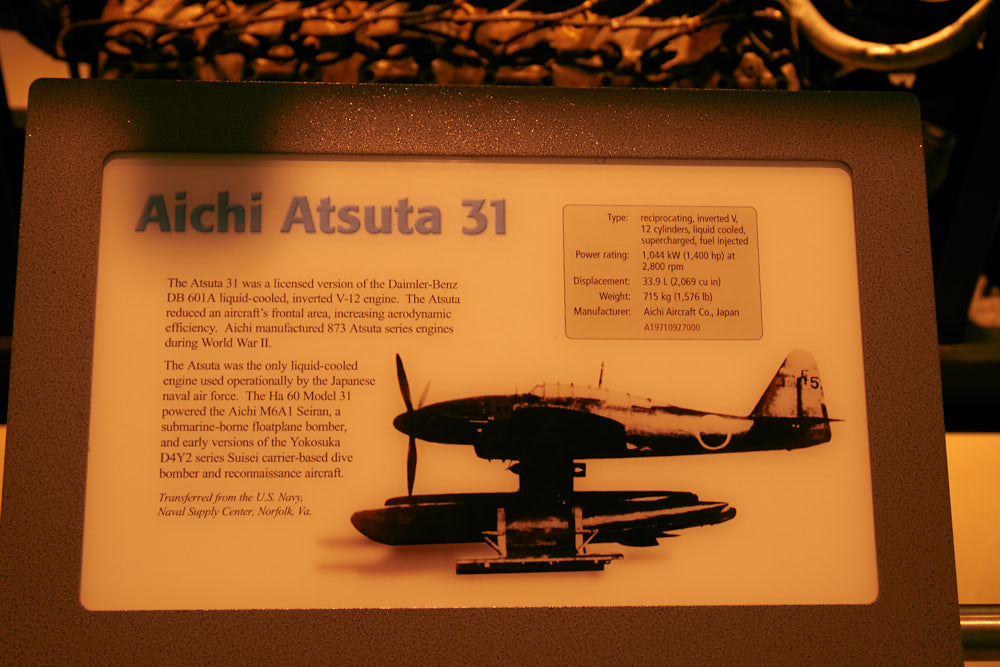 Aichi Atsuta 31
Type: reciprocating, inverted V,
12 cylinders, liquid cooled,
supercharged, fuel injected
Power rating: 1,044 kW (1,400 hp) at
2,800 rpm
Displacement: 33.9 L (2,069 cu in)
Weight: 715 kg (1,576 lb)
Manufacturer: Aichi Aircraft Co., Japan
A19710927000
The Atsuta 31 was a licensed version of the Daimler-Benz
DB 601A liquid-cooled, inverted V-12 engine. The Atsuta
reduced an aircraft's frontal area, increasing aerodynamic
efficiency. Aichi manufactured 873 Atsuta series engines
during World War II.
The Atsuta was the only liquid-cooled
engine used operationally by the Japanese
naval air force. The Ha 60 Model 31
powered the Aichi M6A1 Seiran, a
submarine-borne floatplane bomber,
and early versions of the Yokosuka
D4Y2 series Suisei carrier-based dive
bomber and reconnaissance aircraft.
Transferred from the U.S. Navy,
Naval Supply Center, Norfolk, Va.